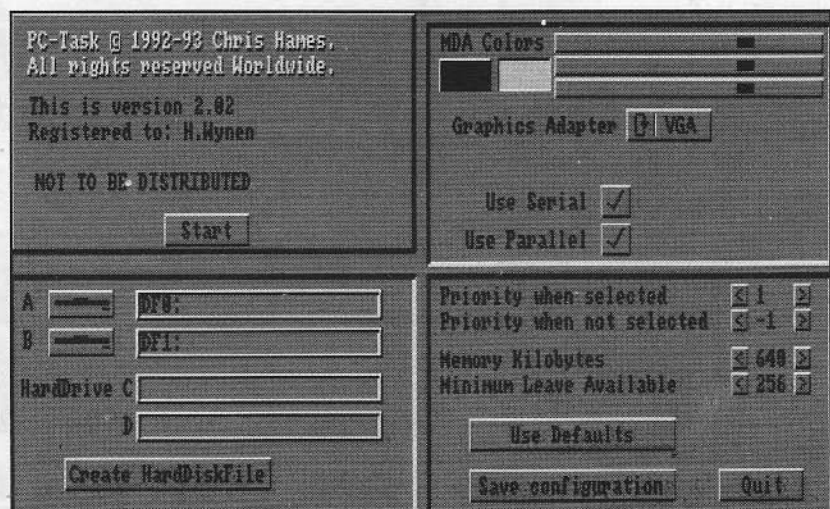 PC-Task © 1992-93 Chris Hames.
All rights reserved Worldwide.
This is version 2.02
Registered to: H.Wynen
NOT TO BE DISTRIBUTED
Start
MDA Colors
Graphics Adapter VGA
Use Serial
Use Parallel
A DF0:
B DF1:
HardDrive C
D
Create HardDiskFile
Priority when selected < 1 >
Priority when not selected < -1 >
Memory Kilobytes < 640 >
Minimum Leave Available < 256 >
Use Defaults
Save configuration
Quit